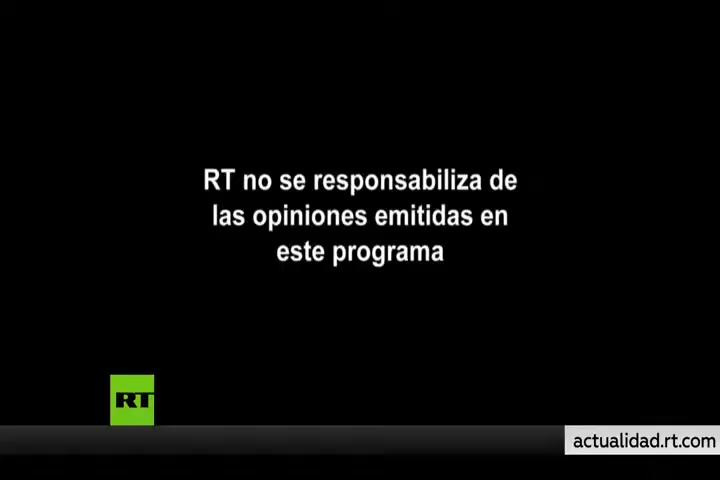 RT no se responsabiliza de
las opiniones emitidas en
este programa
RT
actualidad.rt.com